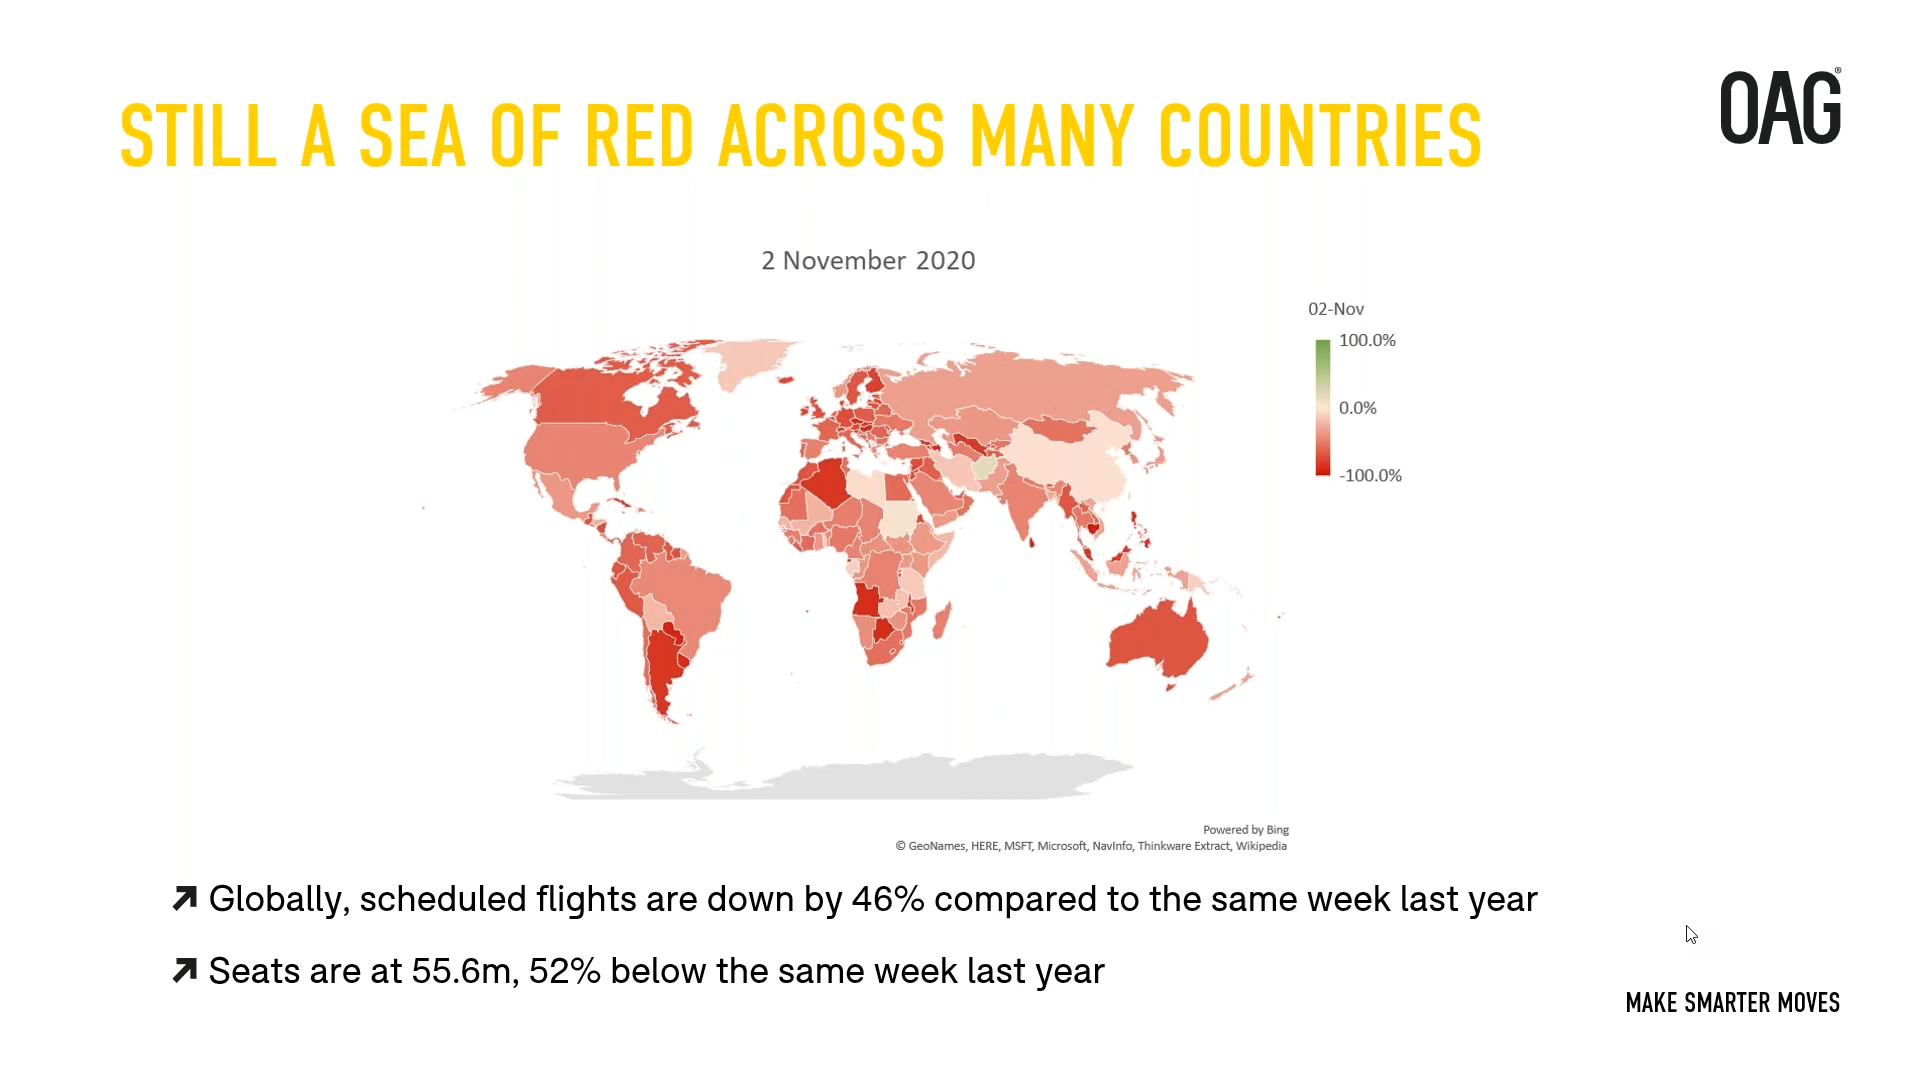 STILL A SEA OF RED ACROSS MANY COUNTRIES
OAG®
2 November 2020
02-Nov
100.0%
0.0%
-100.0%
Powered by Bing
© GeoNames, HERE, MSFT, Microsoft, NavInfo, Thinkware Extract, Wikipedia
Globally, scheduled flights are down by 46% compared to the same week last year
Seats are at 55.6m, 52% below the same week last year
MAKE SMARTER MOVES